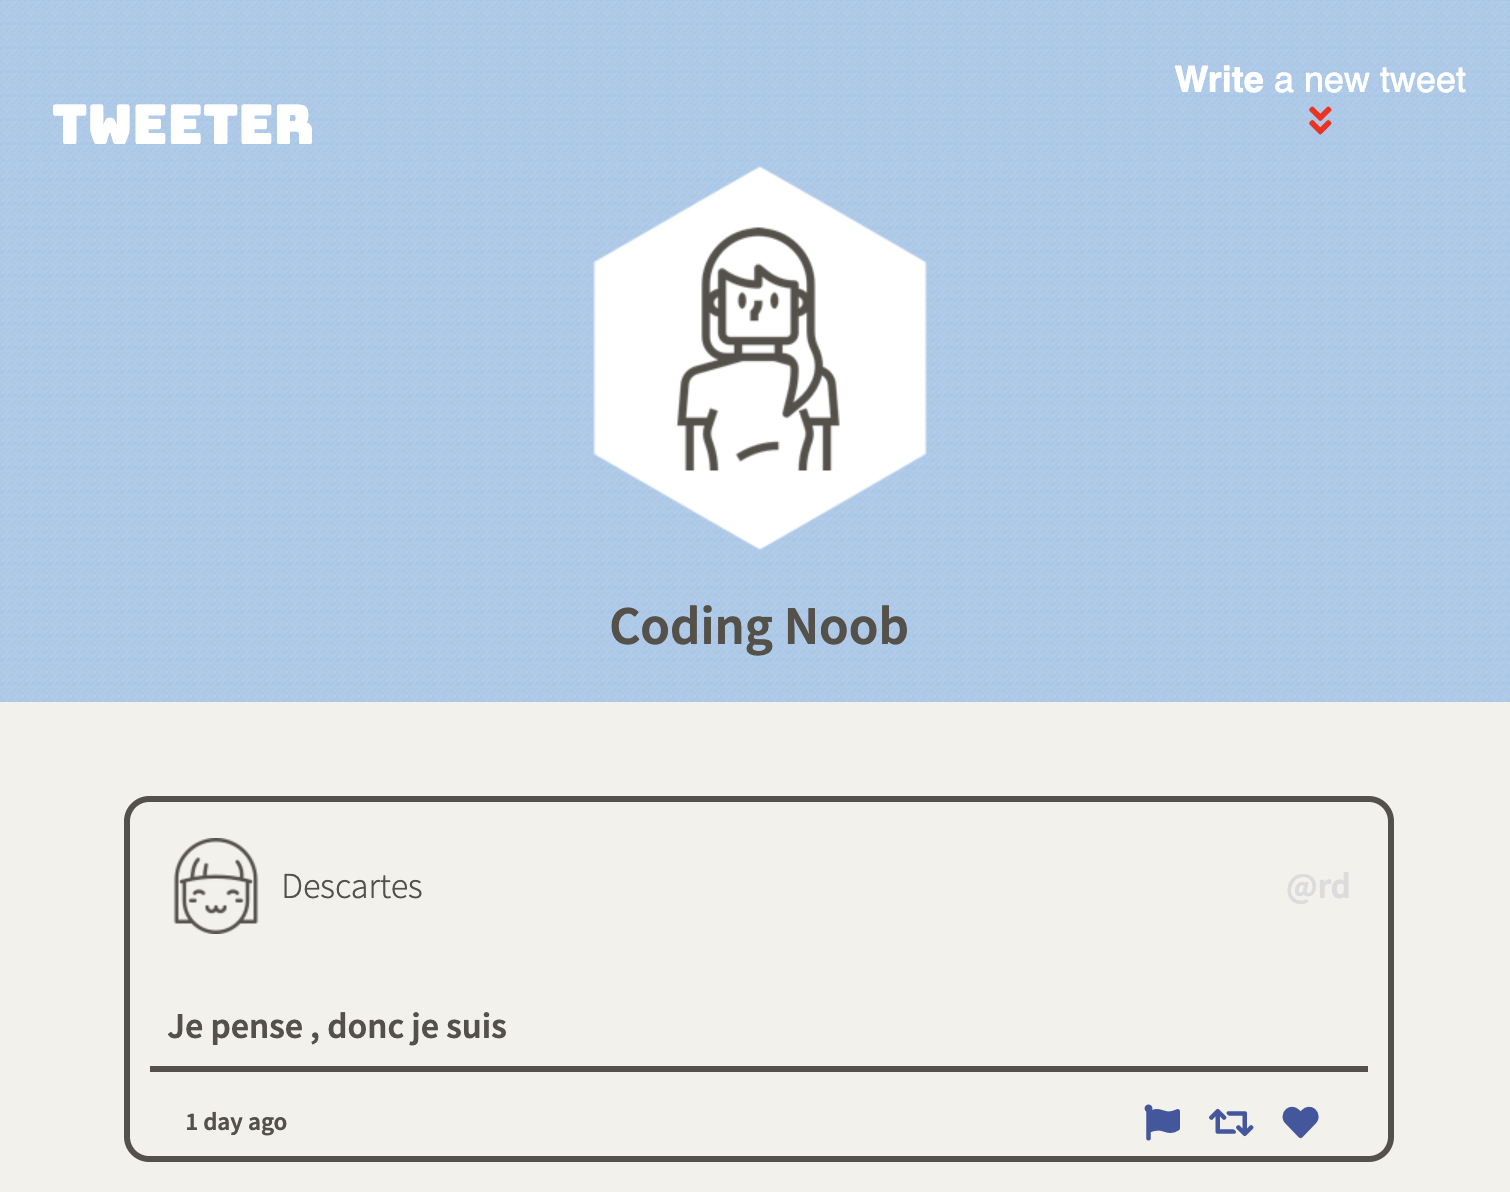 TWEETER
Write a new tweet
Coding Noob
Descartes
@rd
Je pense , donc je suis
1 day ago